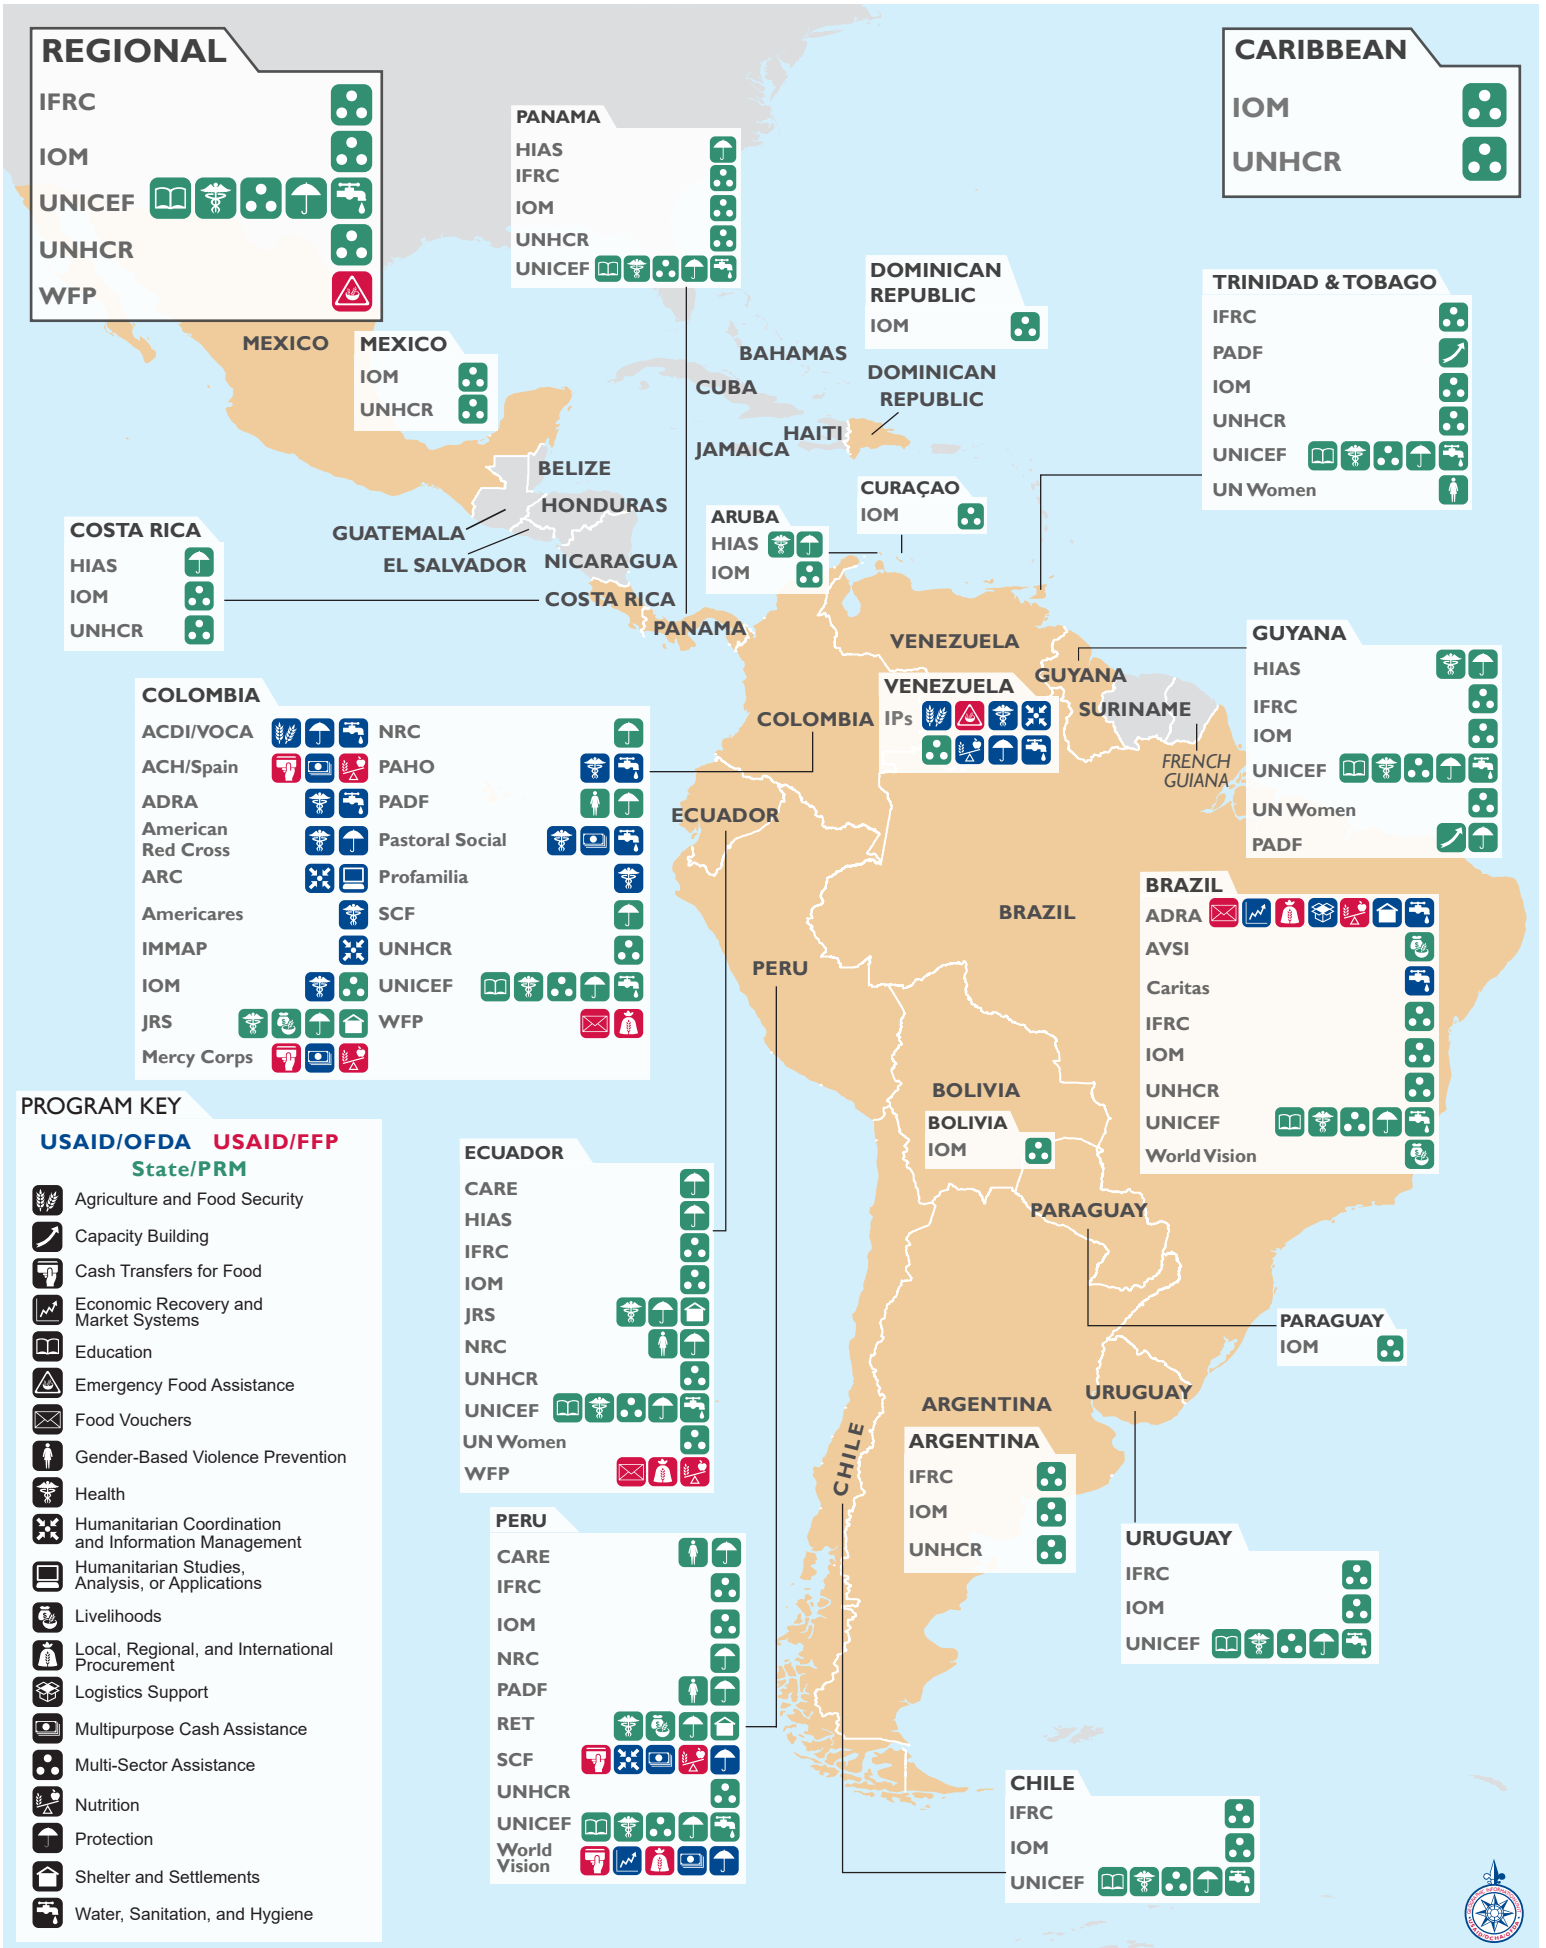 REGIONAL
IFRC
IOM
UNICEF
UNHCR
WFP
CARIBBEAN
IOM
UNHCR
PANAMA
HIAS
IFRC
IOM
UNHCR
UNICEF
DOMINICAN
REPUBLIC
IOM
TRINIDAD & TOBAGO
IFRC
PADF
IOM
UNHCR
UNICEF
UN Women
MEXICO
MEXICO
IOM
UNHCR
BAHAMAS
CUBA
DOMINICAN
REPUBLIC
HAITI
JAMAICA
BELIZE
HONDURAS
GUATEMALA
EL SALVADOR
NICARAGUA
COSTA RICA
PANAMA
CURAÇAO
IOM
ARUBA
HIAS
IOM
COSTA RICA
HIAS
IOM
UNHCR
VENEZUELA
GUYANA
SURINAME
FRENCH
GUIANA
COLOMBIA
VENEZUELA
IPs
GUYANA
HIAS
IFRC
IOM
UNICEF
UN Women
PADF
COLOMBIA
ACDI/VOCA
ACH/Spain
ADRA
American
Red Cross
ARC
Americares
IMMAP
IOM
JRS
Mercy Corps
NRC
PAHO
PADF
Pastoral Social
Profamilia
SCF
UNHCR
UNICEF
WFP
ECUADOR
BRAZIL
PERU
BRAZIL
ADRA
AVSI
Caritas
IFRC
IOM
UNHCR
UNICEF
World Vision
BOLIVIA
BOLIVIA
IOM
PARAGUAY
PARAGUAY
IOM
URUGUAY
ARGENTINA
ARGENTINA
IFRC
IOM
UNHCR
CHILE
URUGUAY
IFRC
IOM
UNICEF
CHILE
IFRC
IOM
UNICEF
ECUADOR
CARE
HIAS
IFRC
IOM
JRS
NRC
UNHCR
UNICEF
UN Women
WFP
PERU
CARE
IFRC
IOM
NRC
PADF
RET
SCF
UNHCR
UNICEF
World
Vision
PROGRAM KEY
USAID/OFDA USAID/FFP
State/PRM
Agriculture and Food Security
Capacity Building
Cash Transfers for Food
Economic Recovery and
Market Systems
Education
Emergency Food Assistance
Food Vouchers
Gender-Based Violence Prevention
Health
Humanitarian Coordination
and Information Management
Humanitarian Studies,
Analysis, or Applications
Livelihoods
Local, Regional, and International
Procurement
Logistics Support
Multipurpose Cash Assistance
Multi-Sector Assistance
Nutrition
Protection
Shelter and Settlements
Water, Sanitation, and Hygiene